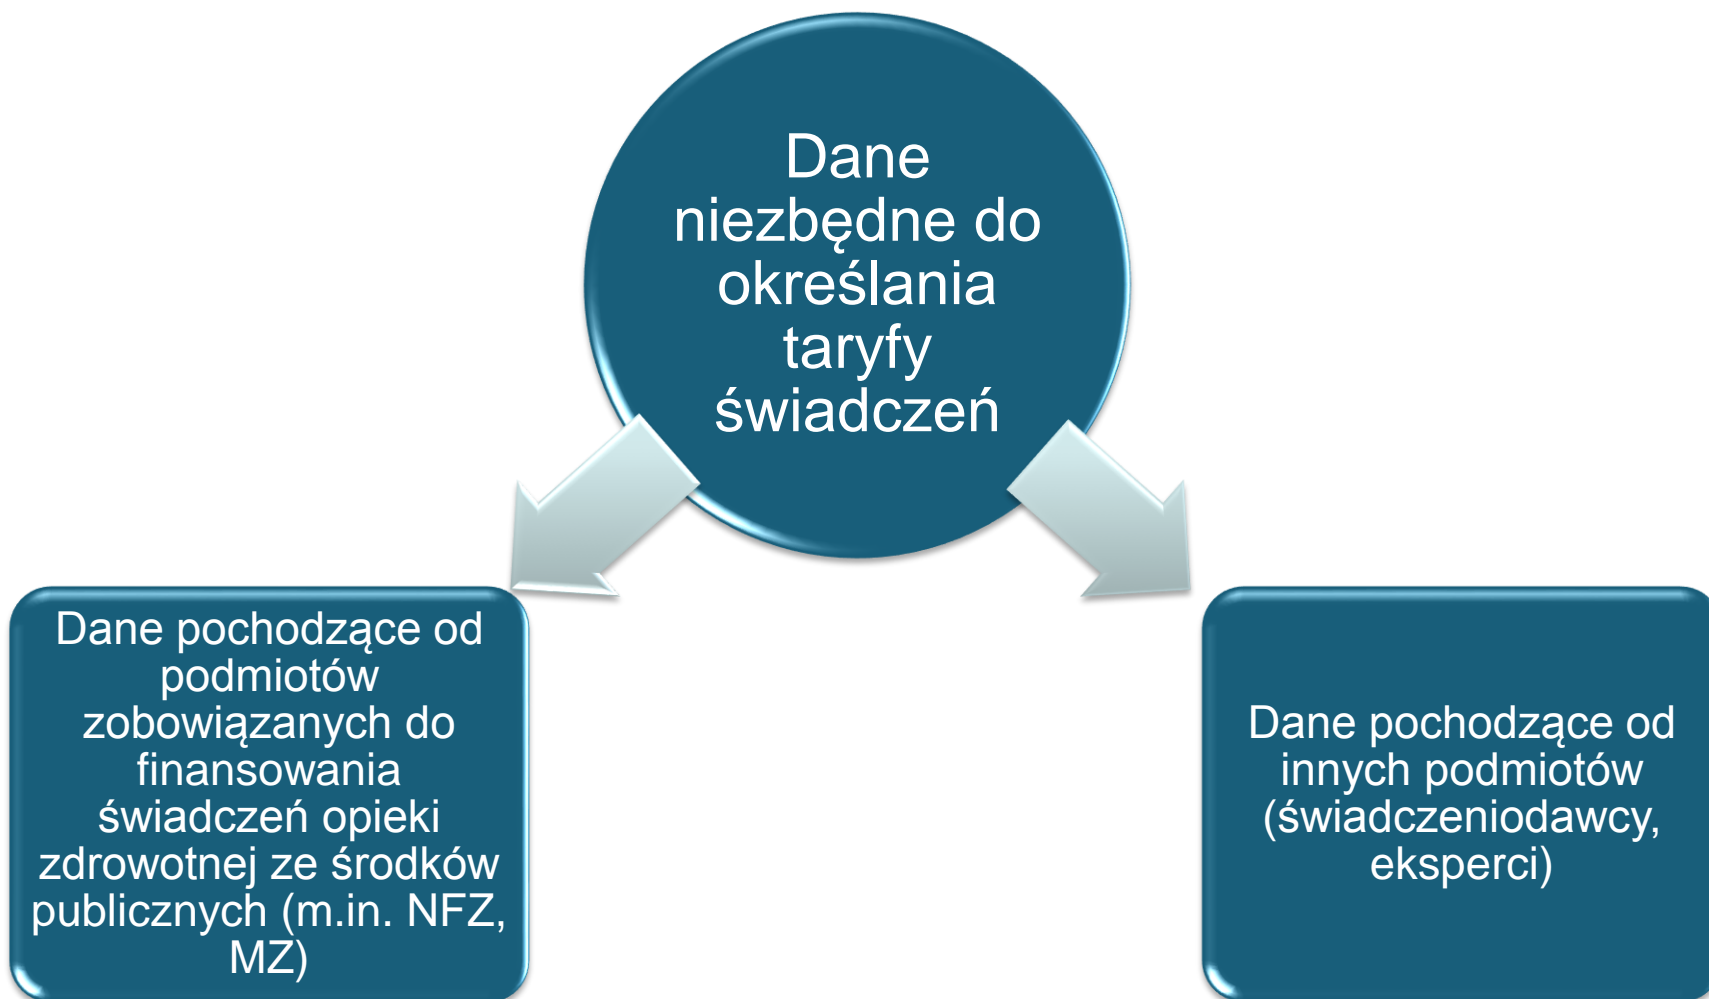 Dane
niezbędne do
określania
taryfy
świadczeń
Dane pochodzące od
podmiotów
zobowiązanych do
finansowania
świadczeń opieki
zdrowotnej ze środków
publicznych (m.in. NFZ,
MZ)
Dane pochodzące od
innych podmiotów
(świadczeniodawcy,
eksperci)